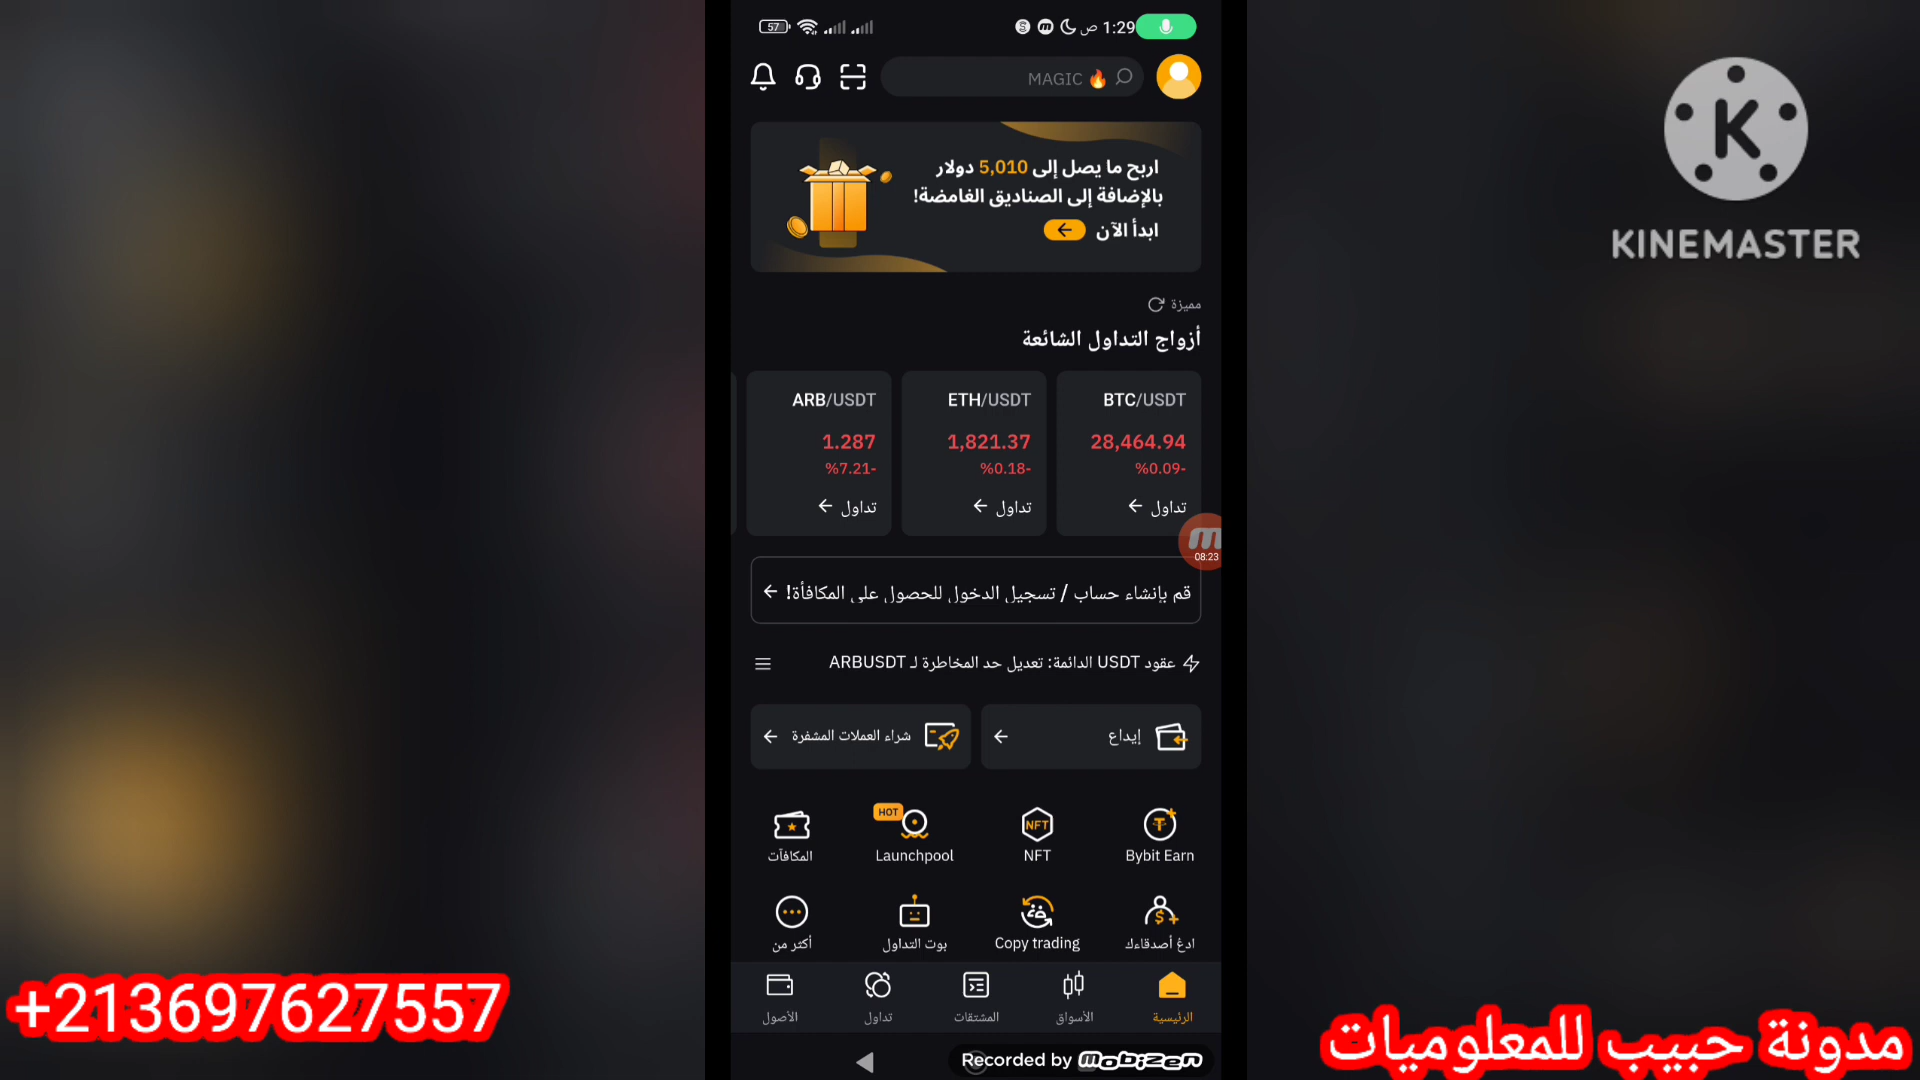 57
1:29 ص
MAGIC
اربح ما يصل إلى 5,010 دولار
بالإضافة إلى الصناديق الغامضة!
ابدأ الآن
مميزة
أزواج التداول الشائعة
BTC/USDT
28,464.94
%0.09-
تداول
ETH/USDT
1,821.37
%0.18-
تداول
ARB/USDT
1.287
%7.21-
تداول
08:23
قم بإنشاء حساب / تسجيل الدخول للحصول على المكافأة!
عقود USDT الدائمة: تعديل حد المخاطرة لـ ARBUSDT
إيداع
شراء العملات المشفرة
Bybit Earn
NFT
NFT
HOT
Launchpool
المكافآت
ادعُ أصدقاءك
Copy trading
بوت التداول
أكثر من
الرئيسية
الأسواق
المشتقات
تداول
الأصول
Recorded by mobizen
K
KINEMASTER
+213697627557
مدونة حبيب للمعلوميات